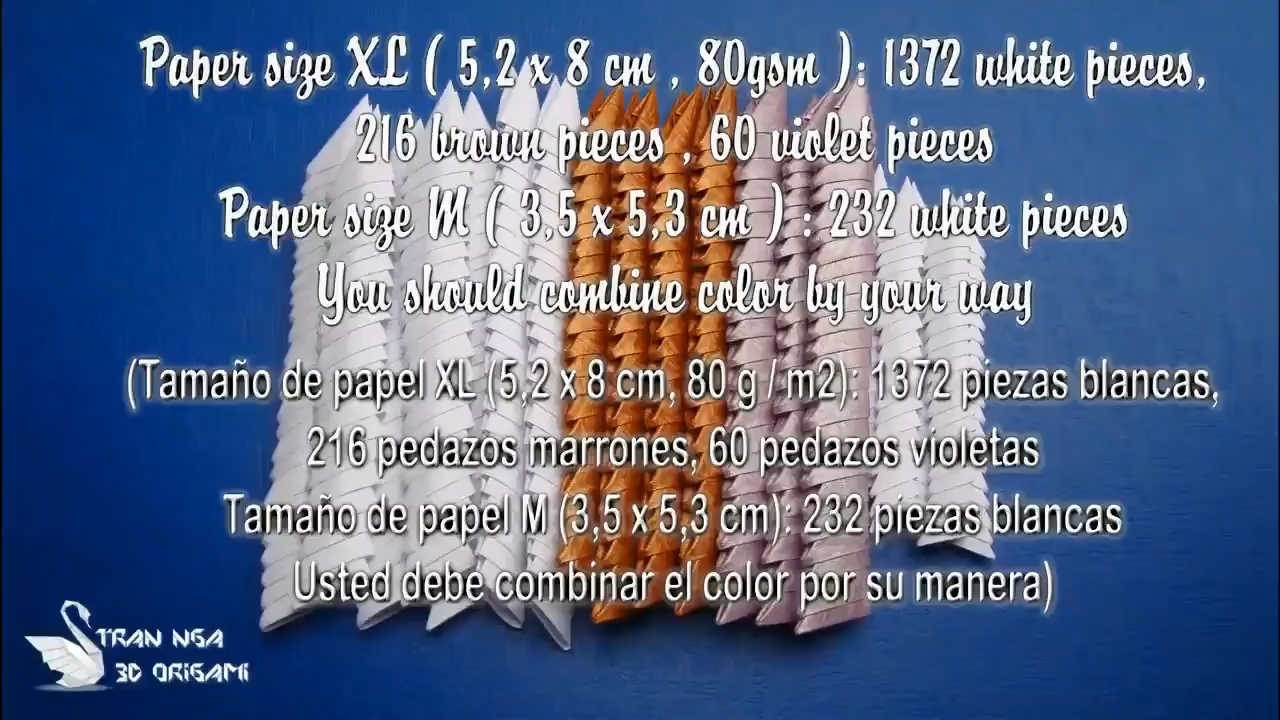 Paper size XL ( 5,2 x 8 cm , 80gsm ): 1372 white pieces,
216 brown pieces , 60 violet pieces
Paper size M ( 3,5 x 5,3 cm ) : 232 white pieces
You should combine color by your way
(Tamaño de papel XL (5,2 x 8 cm, 80 g / m2): 1372 piezas blancas,
216 pedazos marrones, 60 pedazos violetas
Tamaño de papel M (3,5 x 5,3 cm): 232 piezas blancas
Usted debe combinar el color por su manera)
TRAN NGA
3D ORIGAMI